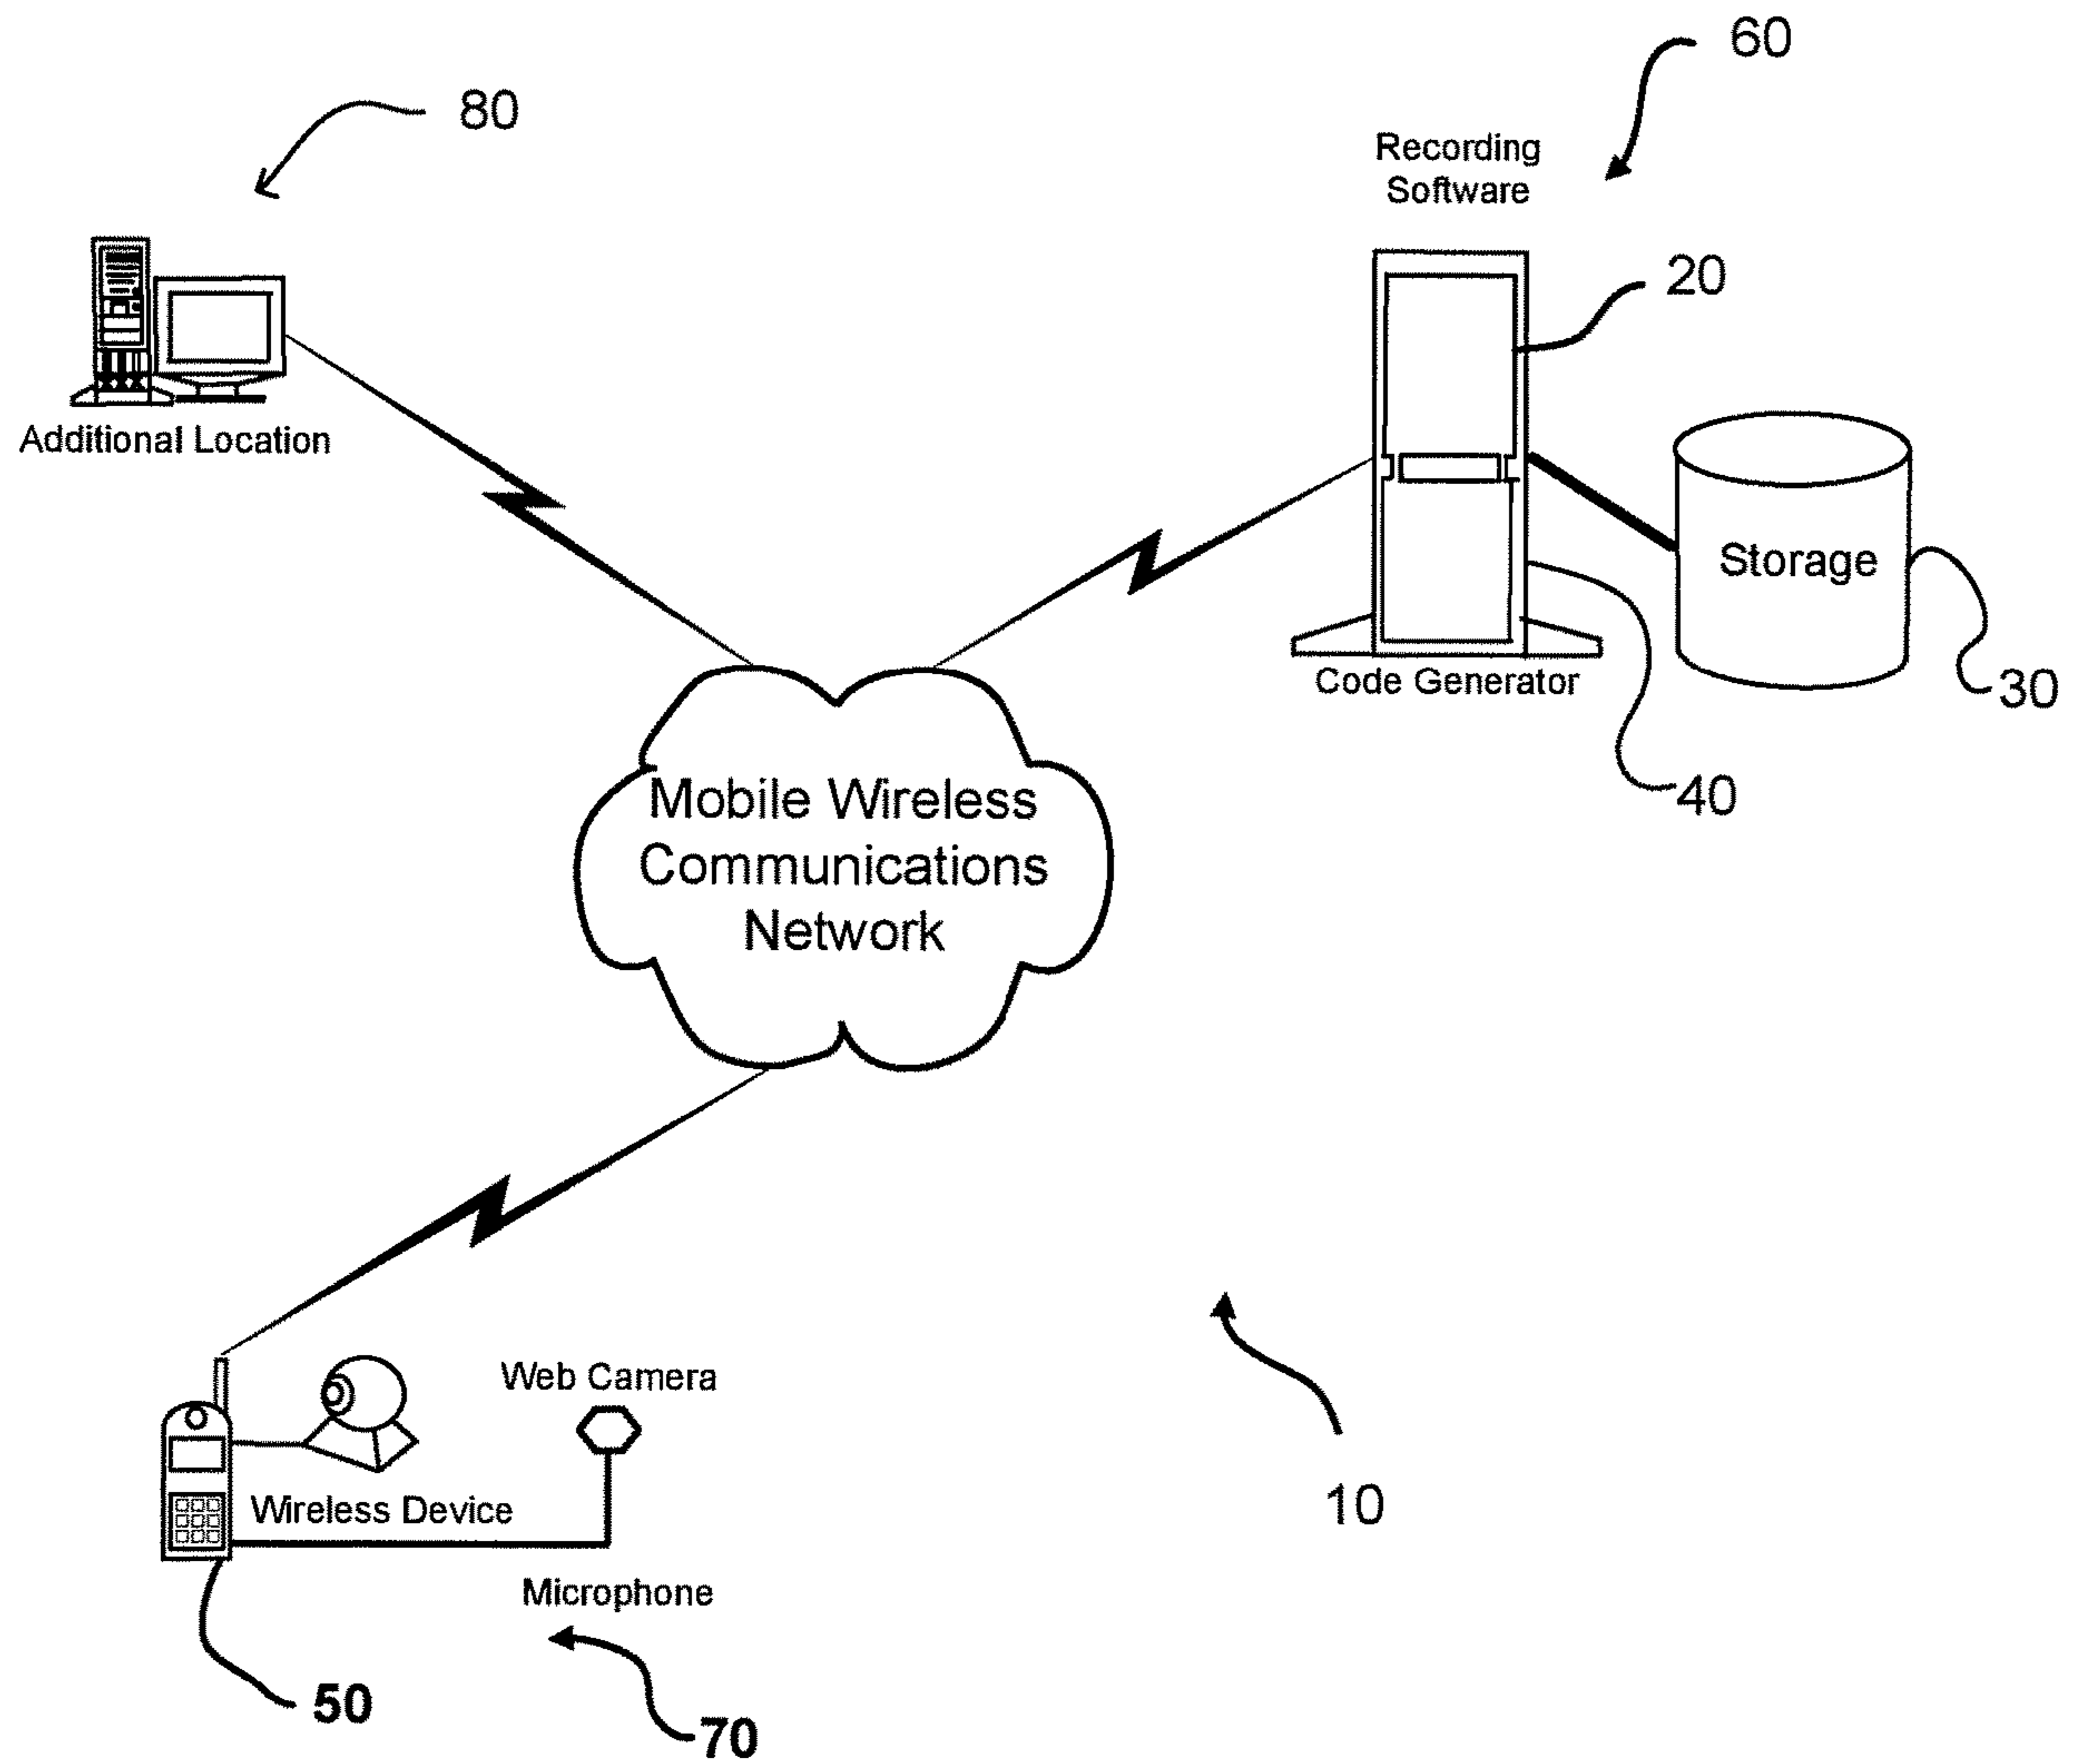 60
80
Recording
Software
20
Additional Location
Storage
Code Generator
30
40
Mobile Wireless
Communications
Network
Web Camera
Wireless Device
10
Microphone
50
70